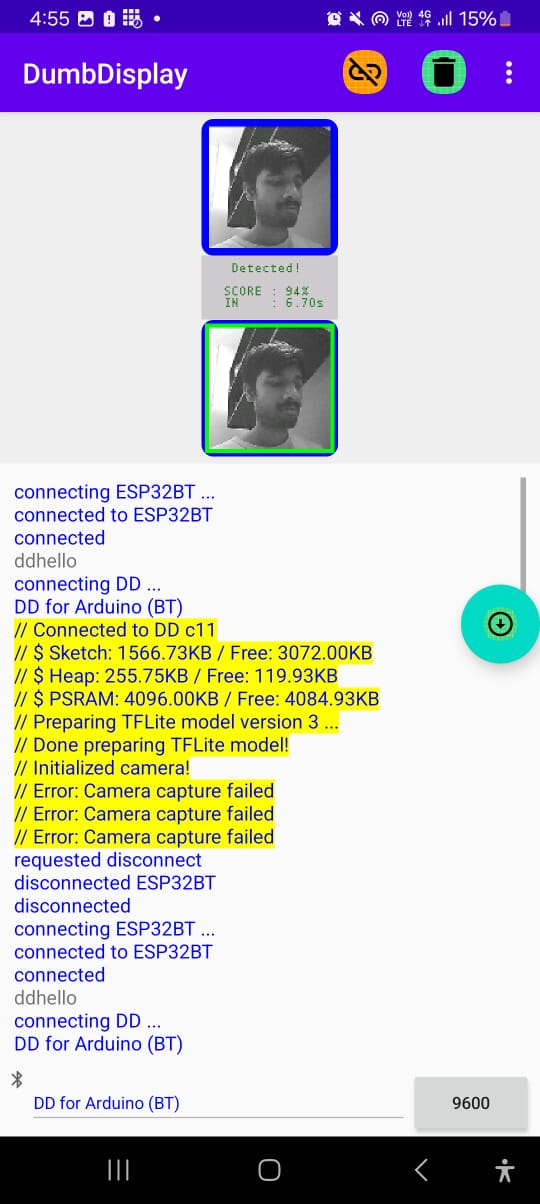 4:55
Vo)) 4G 15%
LTE
DumbDisplay
Detected!
SCORE : 94%
IN : 6.70s
connecting ESP32BT ...
connected to ESP32BT
connected
ddhello
connecting DD ...
DD for Arduino (BT)
// Connected to DD c11
// $ Sketch: 1566.73KB / Free: 3072.00KB
// $ Heap: 255.75KB / Free: 119.93KB
// $ PSRAM: 4096.00KB / Free: 4084.93KB
// Preparing TFLite model version 3 ...
// Done preparing TFLite model!
// Initialized camera!
// Error: Camera capture failed
// Error: Camera capture failed
// Error: Camera capture failed
requested disconnect
disconnected ESP32BT
disconnected
connecting ESP32BT ...
connected to ESP32BT
connected
ddhello
connecting DD ...
DD for Arduino (BT)
DD for Arduino (BT)
9600